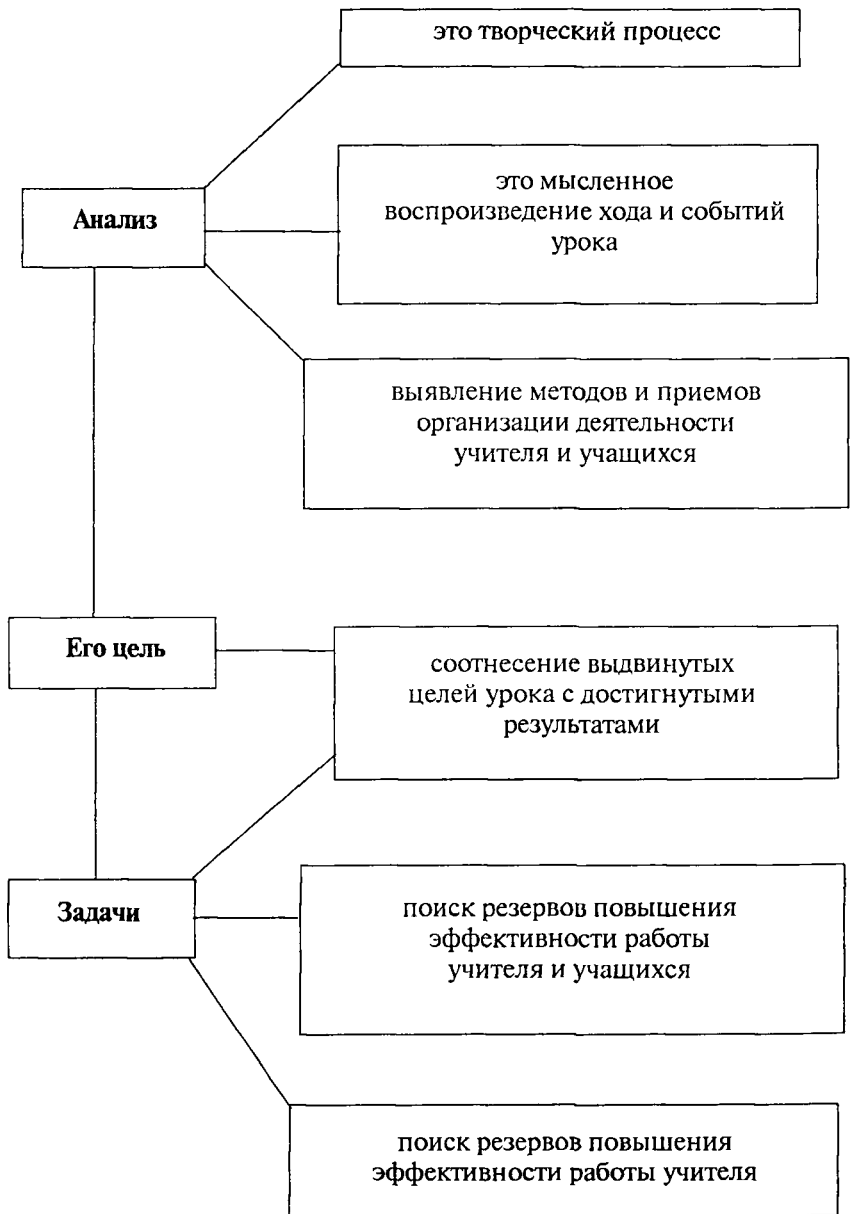 это творческий процесс
Анализ
это мысленное
воспроизведение хода и событий
урока
выявление методов и приемов
организации деятельности
учителя и учащихся
Его цель
соотнесение выдвинутых
целей урока с достигнутыми
результатами
Задачи
поиск резервов повышения
эффективности работы
учителя и учащихся
поиск резервов повышения
эффективности работы учителя